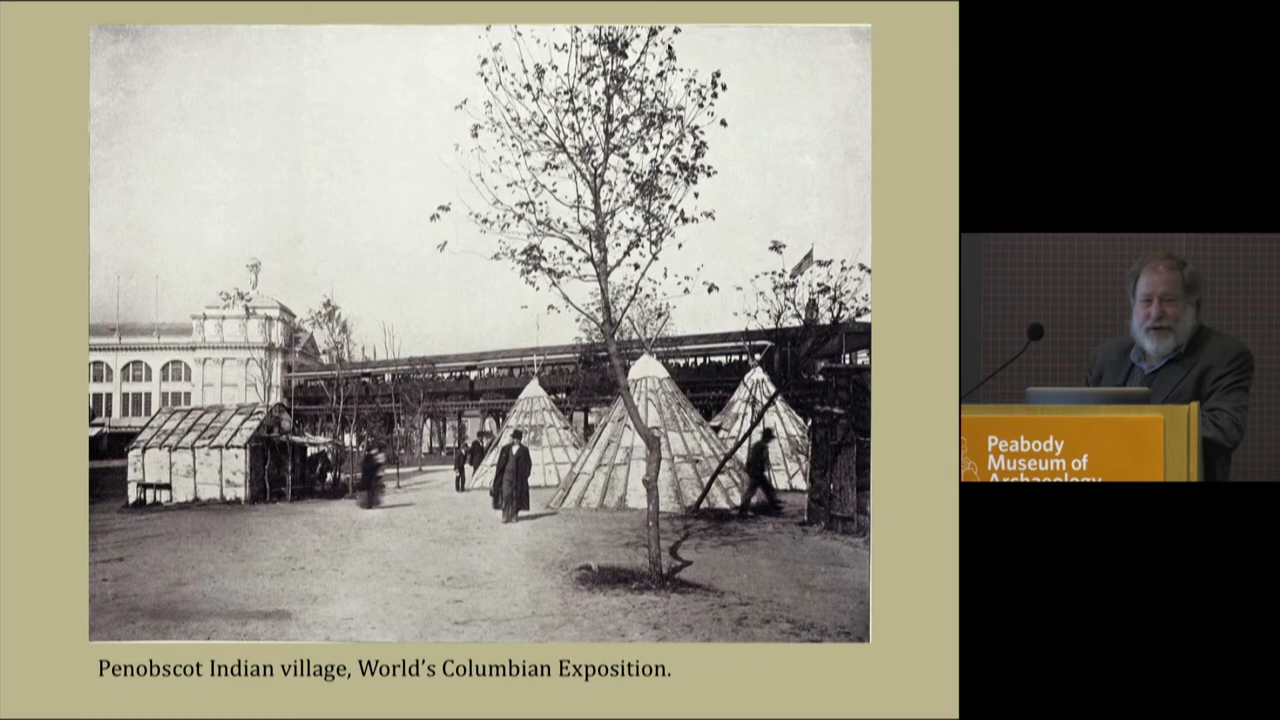 Penobscot Indian village, World's Columbian Exposition.
Peabody
Museum of
Archaeology